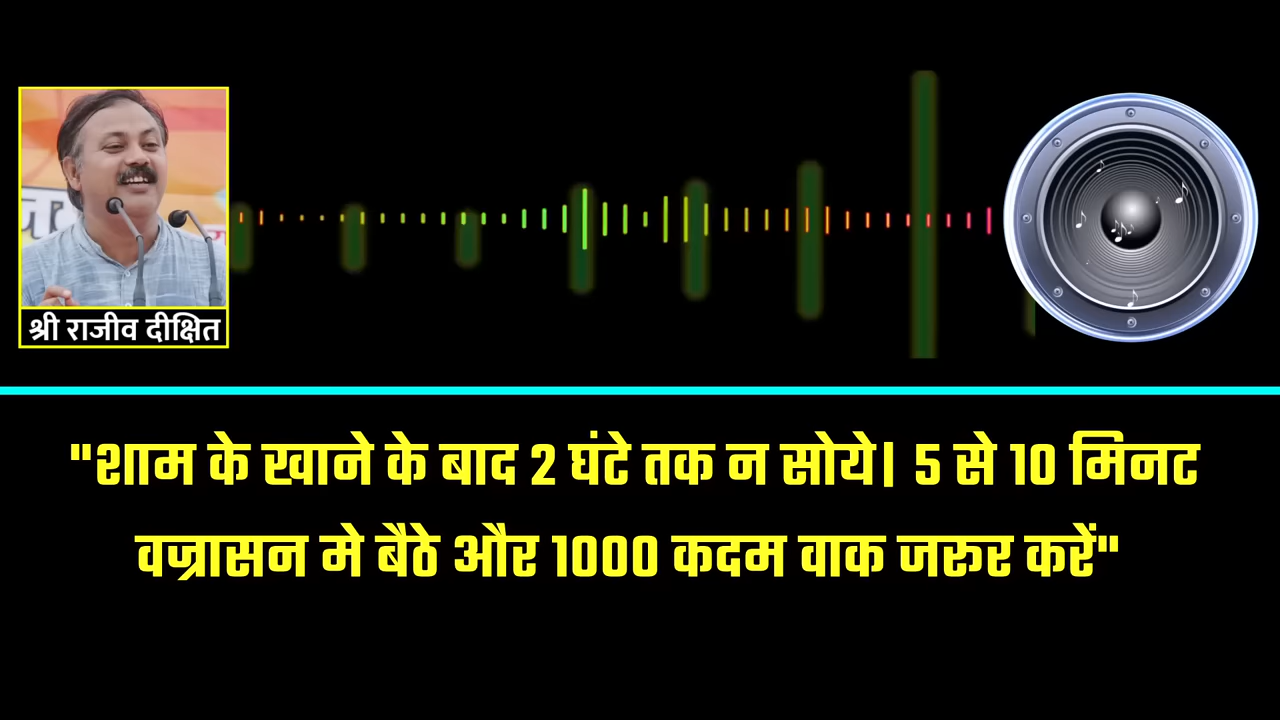 श्री राजीव दीक्षित
"शाम के खाने के बाद 2 घंटे तक न सोये| 5 से 10 मिनट
वज्रासन मे बैठे और 1000 कदम वाक जरूर करें"